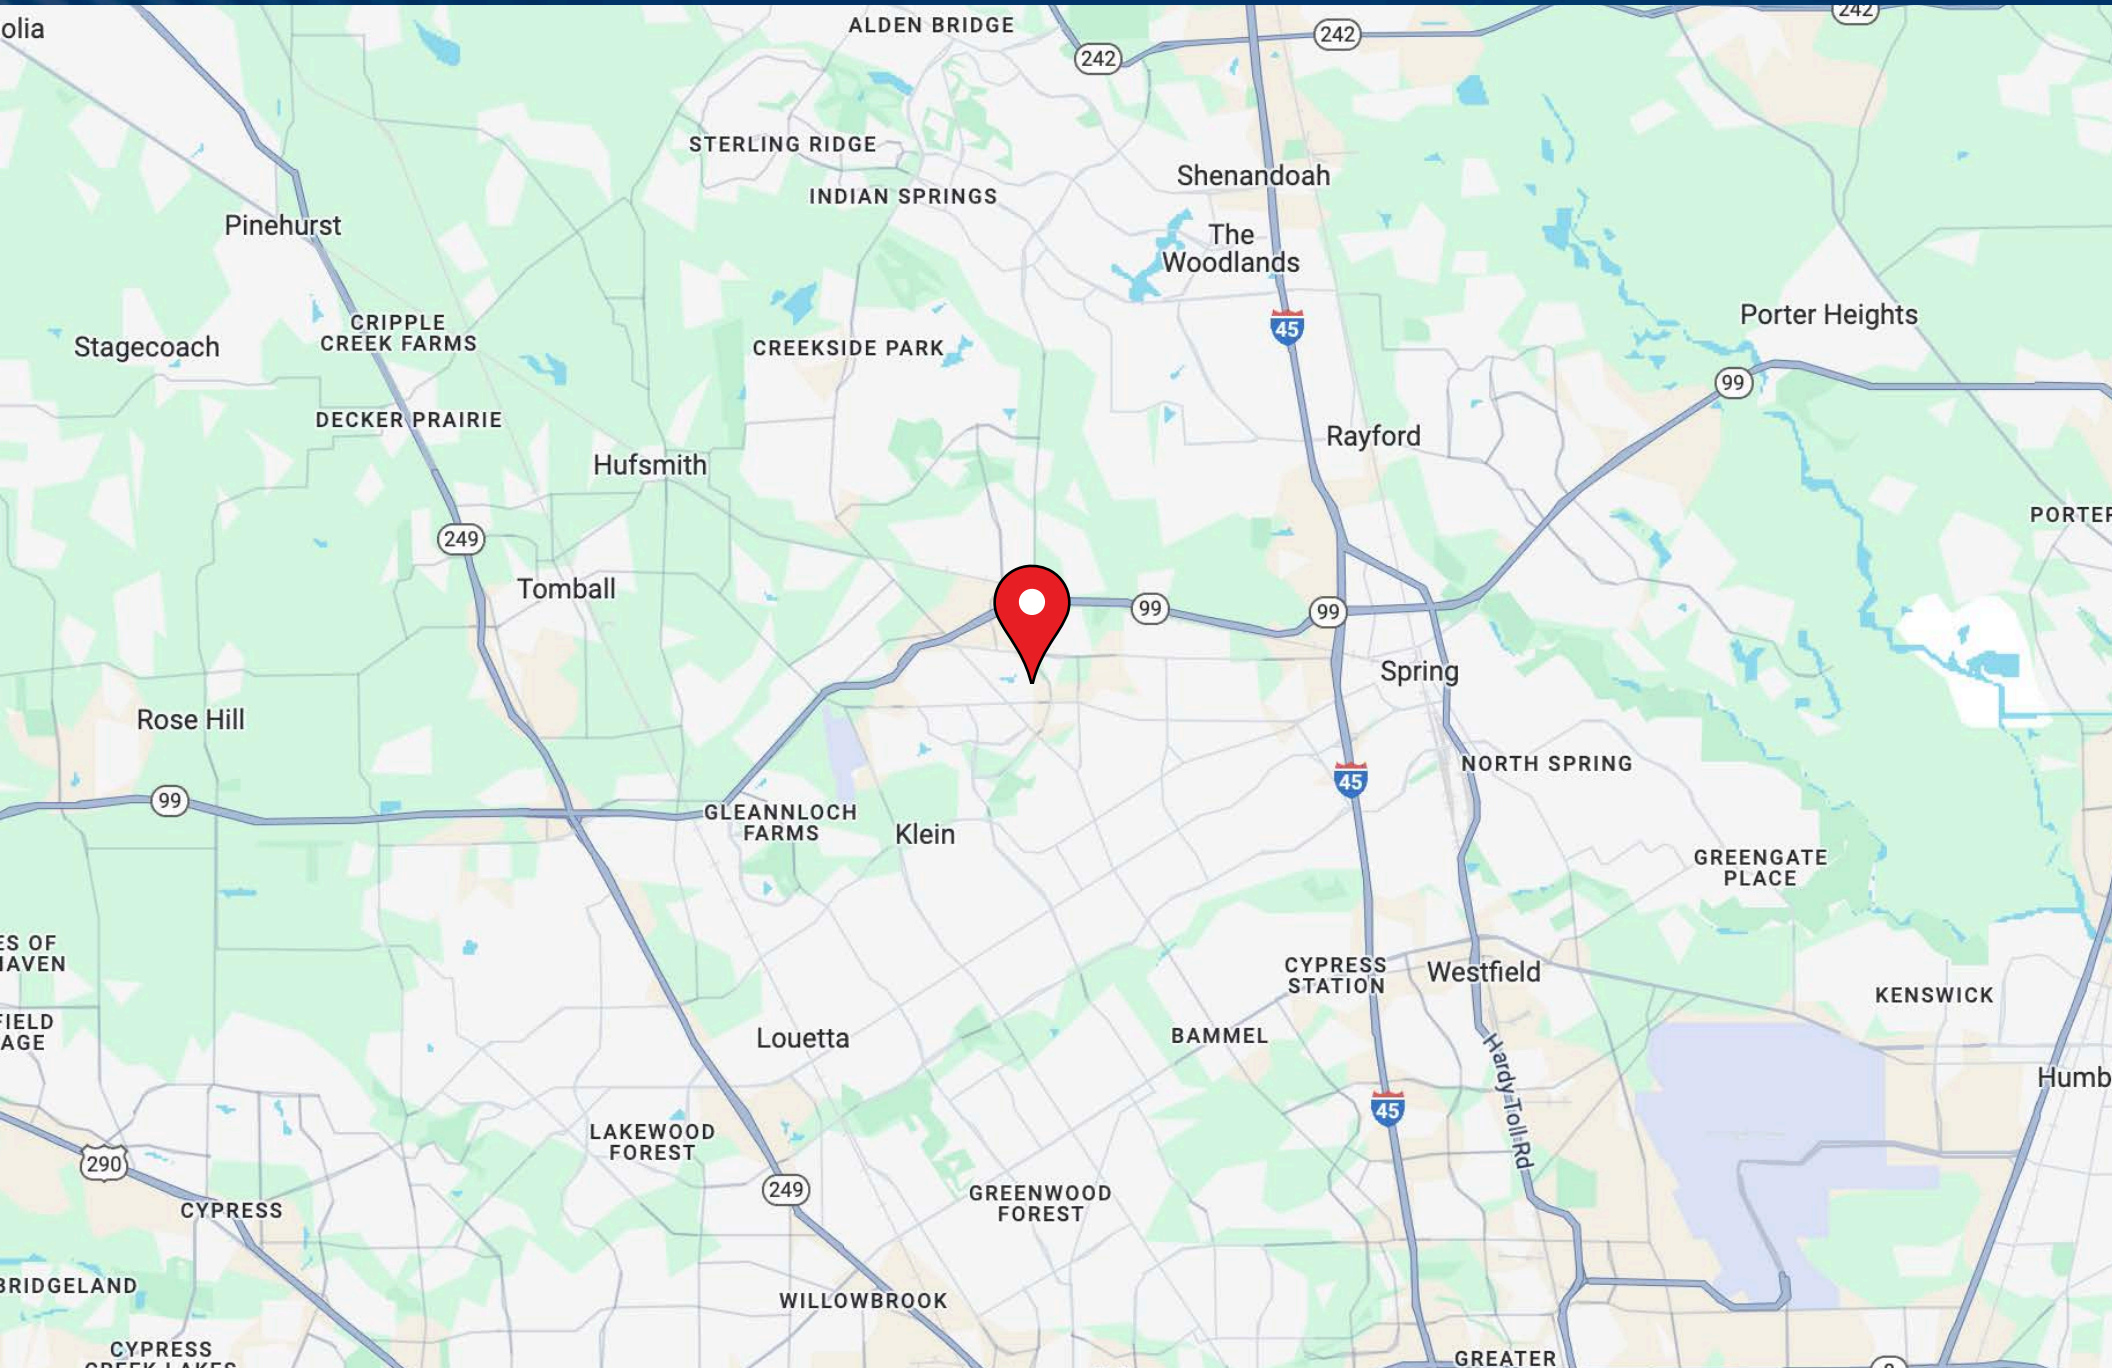 olia
ALDEN BRIDGE
242
242
242
STERLING RIDGE
INDIAN SPRINGS
Shenandoah
Pinehurst
The
Woodlands
45
Porter Heights
CRIPPLE
CREEK FARMS
Stagecoach
CREEKSIDE PARK
99
DECKER PRAIRIE
Rayford
Hufsmith
PORTER
249
Tomball
99
99
Spring
Rose Hill
NORTH SPRING
45
99
GLEANNLOCH
FARMS
Klein
GREENGATE
PLACE
ES OF
HAVEN
CYPRESS
STATION
Westfield
KENSWICK
FIELD
AGE
Louetta
BAMMEL
Hardy Toll Rd
Humb
45
LAKEWOOD
FOREST
290
249
GREENWOOD
FOREST
CYPRESS
BRIDGELAND
WILLOWBROOK
CYPRESS
CREEK LAKES
GREATER